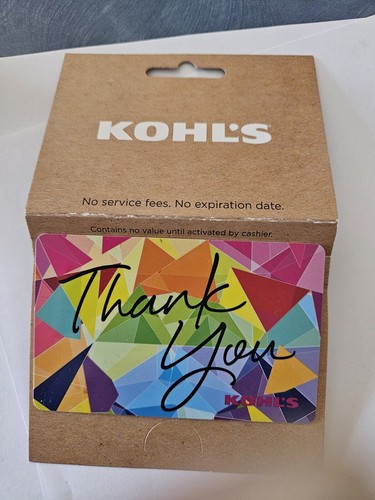 KOHL'S
No service fees. No expiration date.
Contains no value until activated by cashier.
Thank
You
KOHL'S